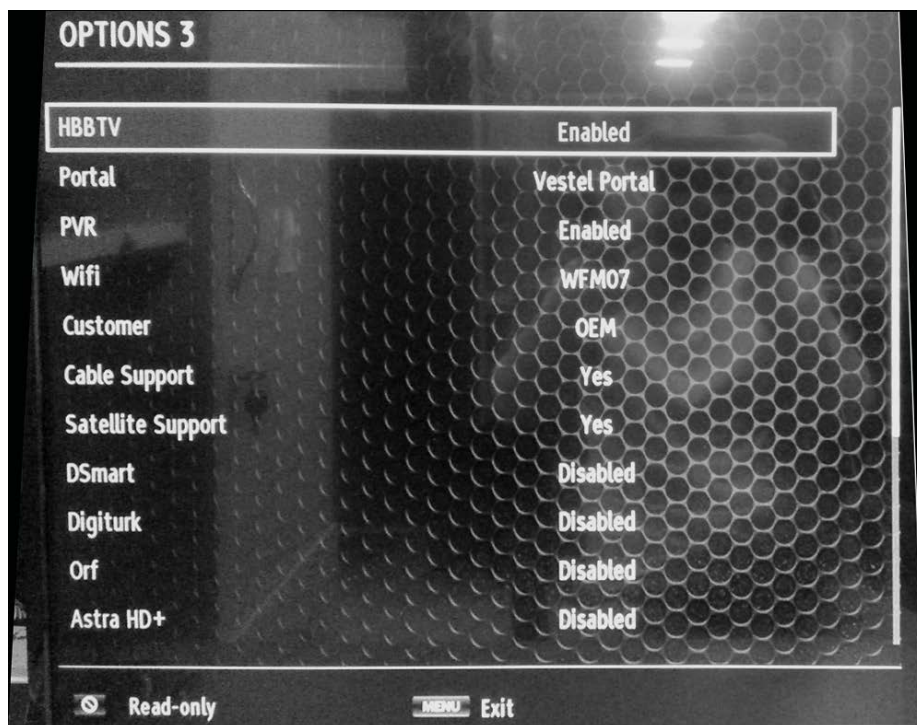 OPTIONS 3
HBBTV Enabled
Portal Vestel Portal
PVR Enabled
Wifi WFM07
Customer OEM
Cable Support Yes
Satellite Support Yes
DSmart Disabled
Digiturk Disabled
Orf Disabled
Astra HD+ Disabled
Read-only MENU Exit